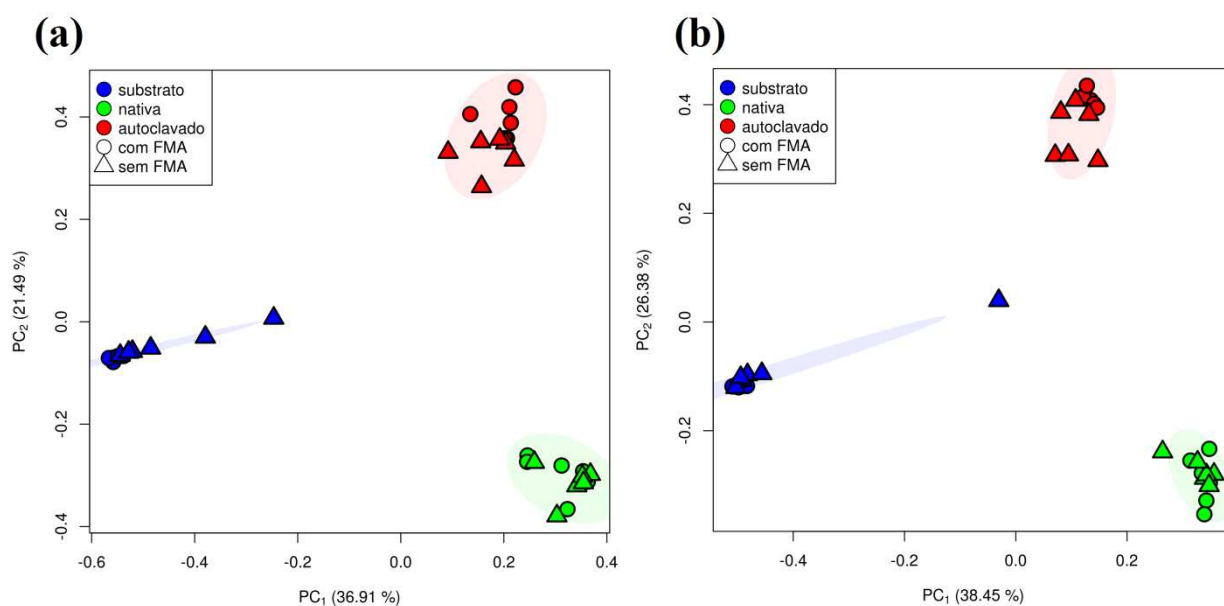 (a)
substrato
nativa
autoclavado
com FMA
sem FMA
0.4
0.2
0.0
-0.2
-0.4
PC2 (21.49 %)
-0.6
-0.4
-0.2
0.0
0.2
0.4
PC1 (36.91 %)
(b)
substrato
nativa
autoclavado
com FMA
sem FMA
0.4
0.2
0.0
-0.2
PC2 (26.38 %)
-0.4
-0.2
0.0
0.2
PC1 (38.45 %)